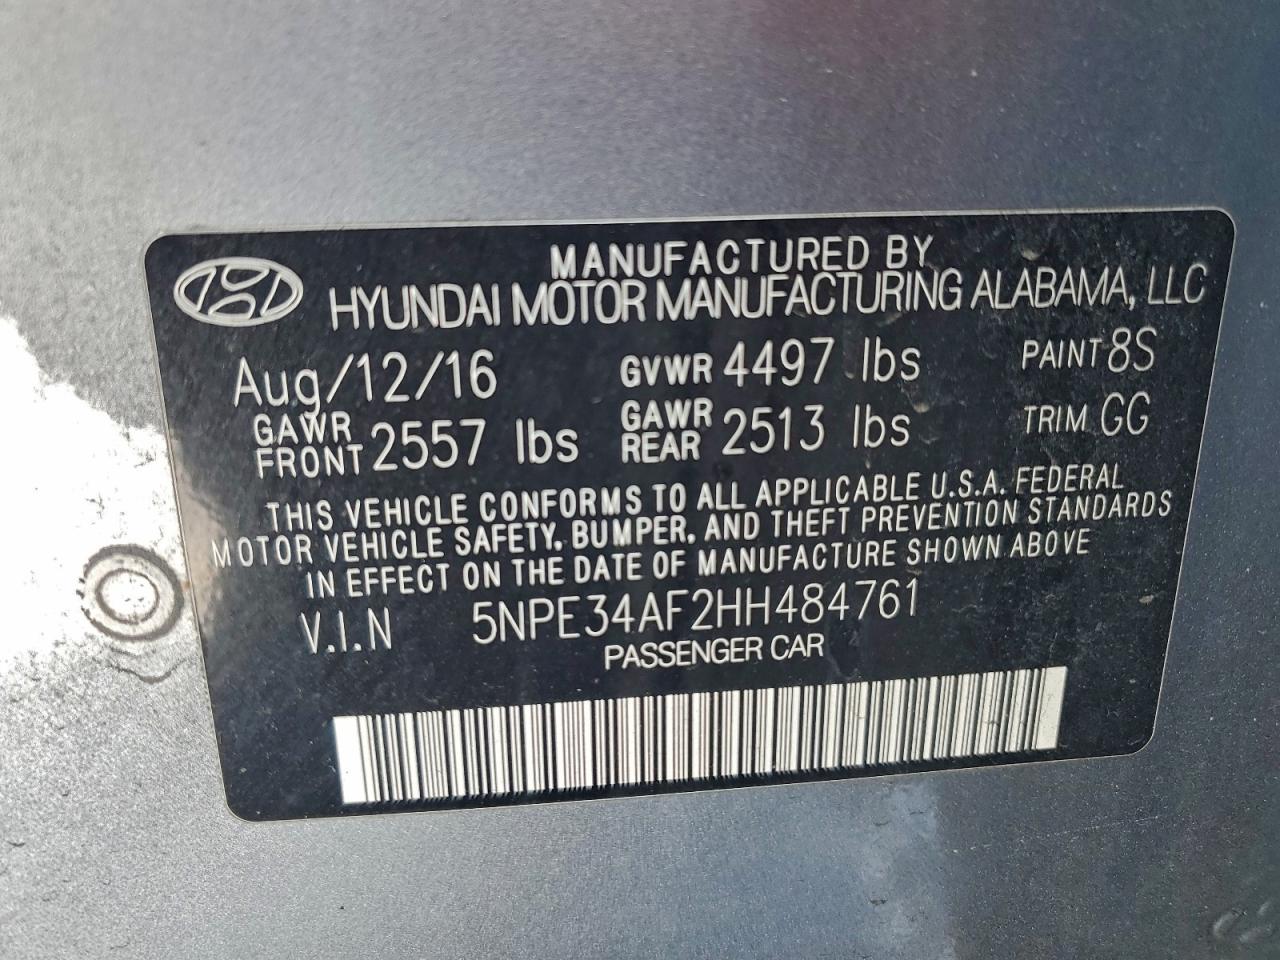 MANUFACTURED BY
HYUNDAI MOTOR MANUFACTURING ALABAMA, LLC
Aug/12/16 GVWR 4497 lbs PAINT 8S
GAWR FRONT 2557 lbs GAWR REAR 2513 lbs TRIM GG
THIS VEHICLE CONFORMS TO ALL APPLICABLE U.S.A. FEDERAL
MOTOR VEHICLE SAFETY, BUMPER, AND THEFT PREVENTION STANDARDS
IN EFFECT ON THE DATE OF MANUFACTURE SHOWN ABOVE
V.I.N 5NPE34AF2HH484761
PASSENGER CAR